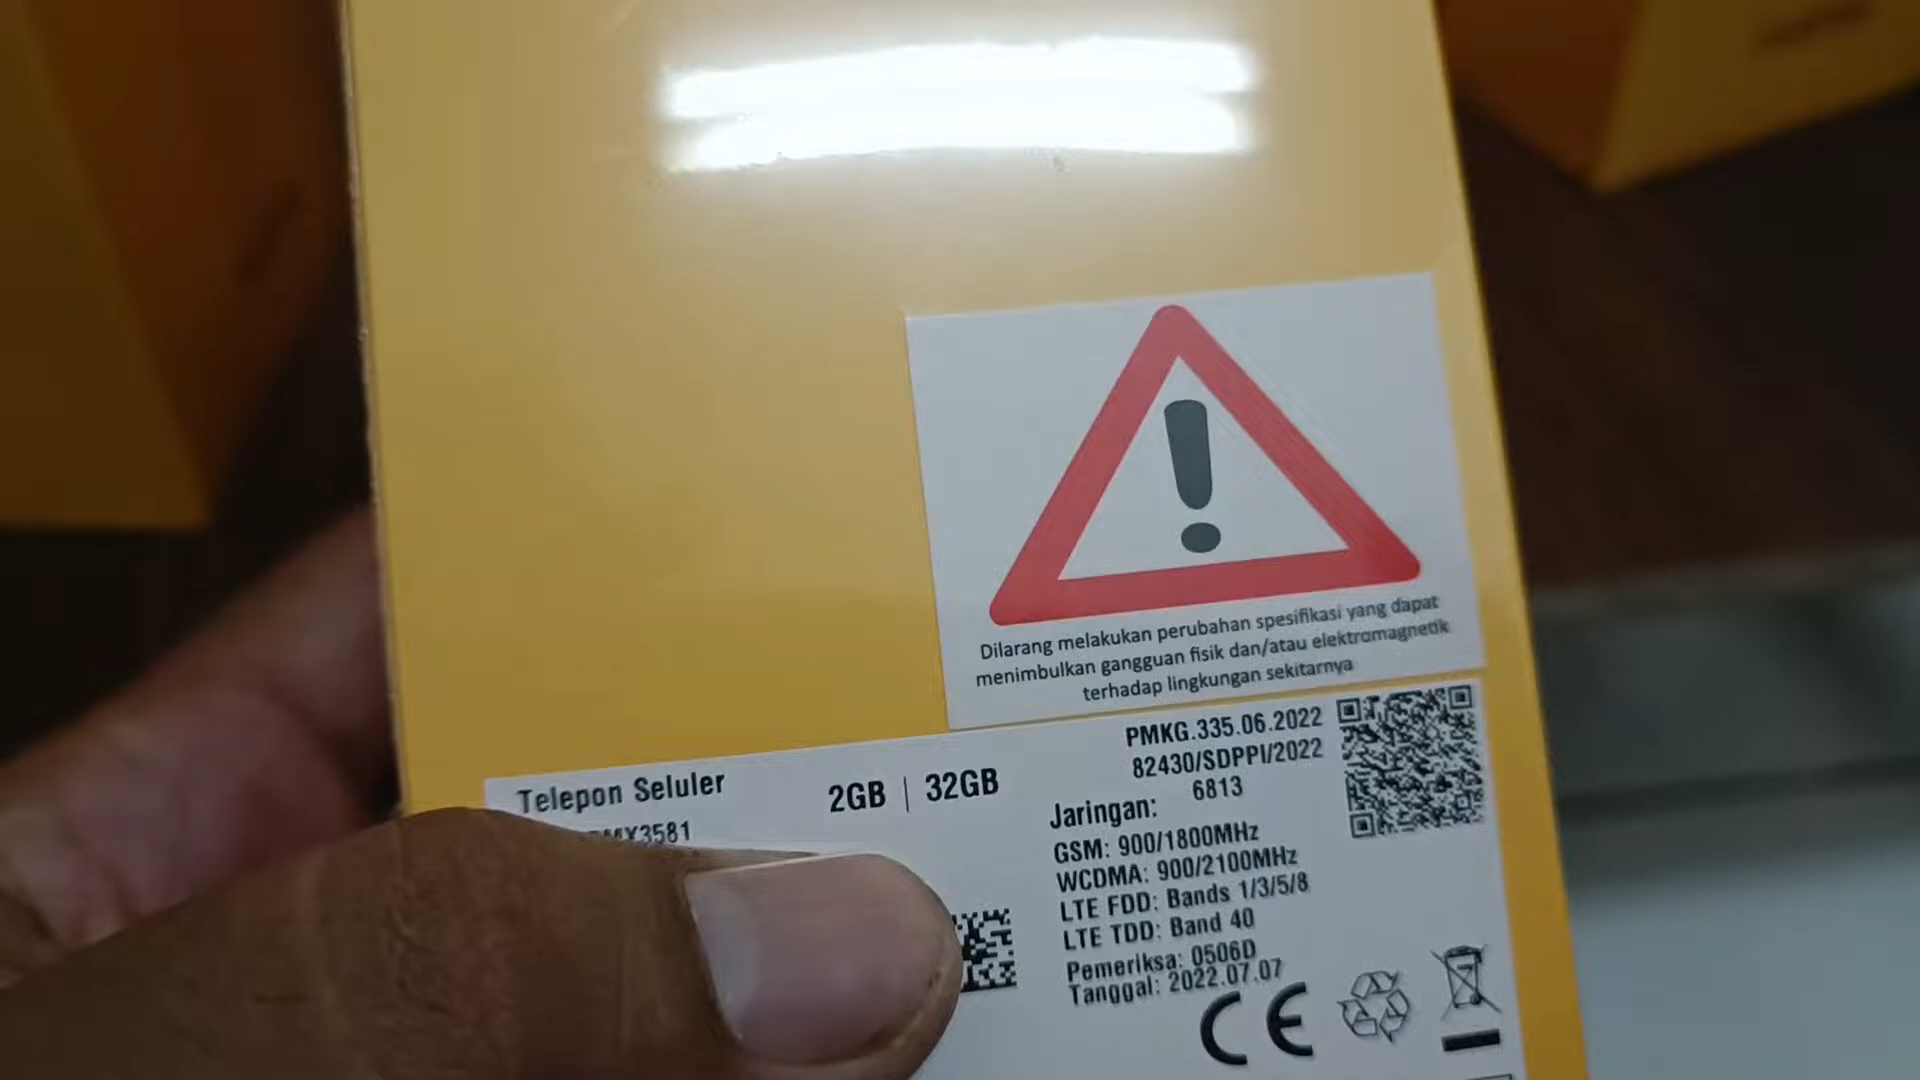 Dilarang melakukan perubahan spesifikasi yang dapat
menimbulkan gangguan fisik dan/atau elektromagnetik
terhadap lingkungan sekitarnya
PMKG.335.06.2022
82430/SDPPI/2022
6813
Telepon Seluler 2GB | 32GB
Jaringan:
GSM: 900/1800MHz
WCDMA: 900/2100MHz
LTE FDD: Bands 1/3/5/8
LTE TDD: Band 40
Pemeriksa: 0506D
Tanggal: 2022.07.07
CE